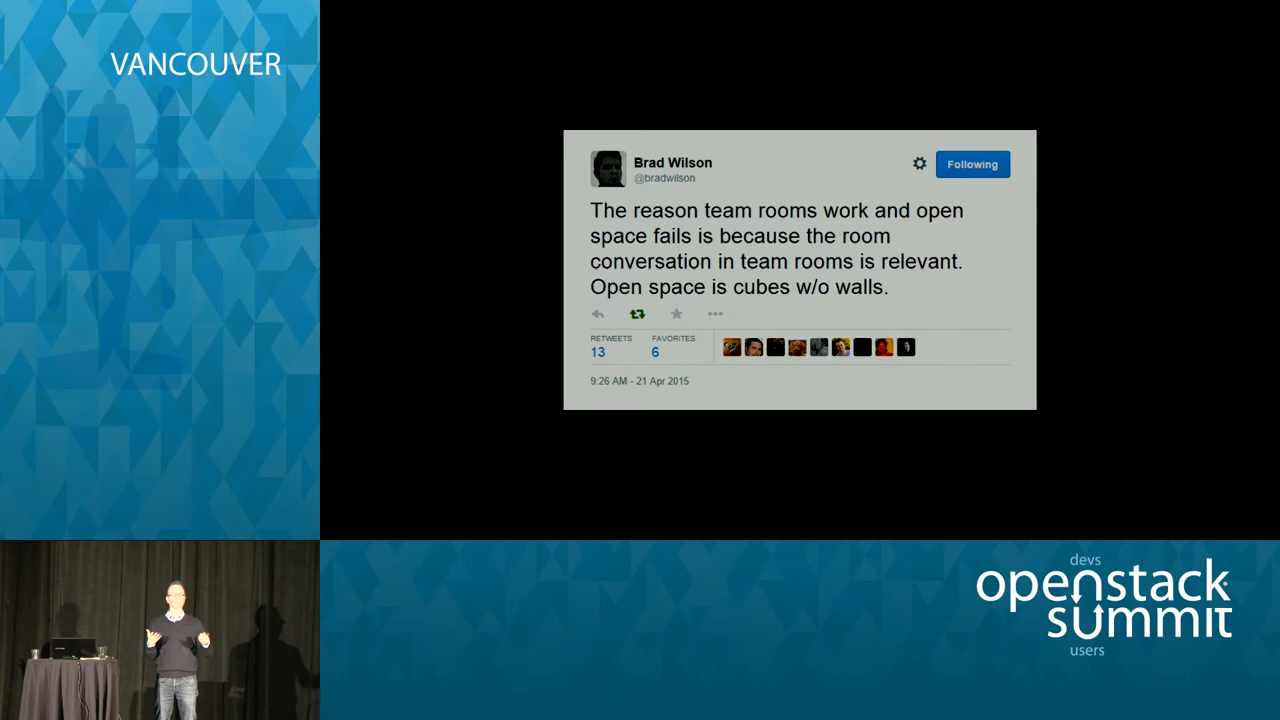 VANCOUVER
Brad Wilson
@bradwilson
Following
The reason team rooms work and open
space fails is because the room
conversation in team rooms is relevant.
Open space is cubes w/o walls.
RETWEETS
FAVORITES
13
6
9:26 AM - 21 Apr 2015
devs
openstack
summit
users